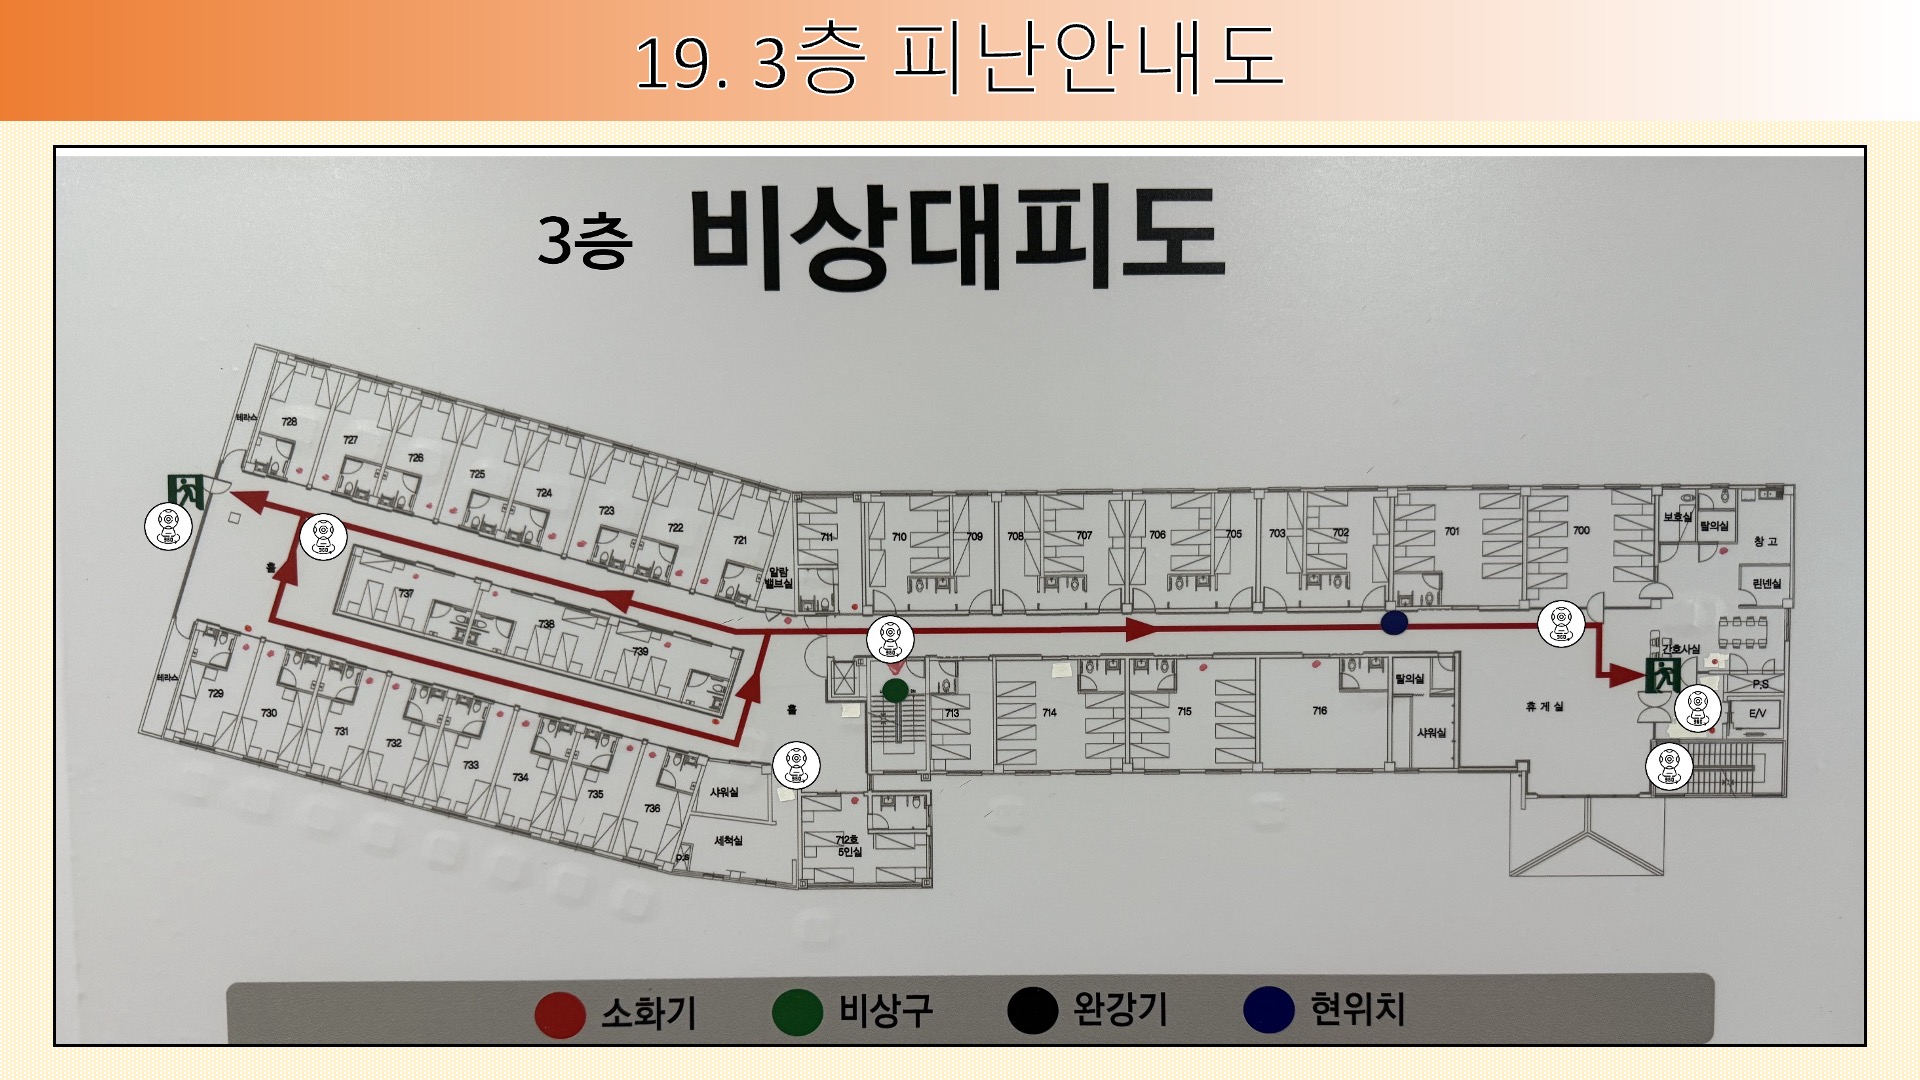 19. 3층 피난안내도
3층 비상대피도
테라스
728
727
726
725
724
723
722
721
알람
밸브실
711
710
709
708
707
706
705
703
702
701
700
보호실
탈의실
창고
린넨실
홀
737
738
739
간호사실
P.S
E/V
휴게실
테라스
729
730
731
732
733
734
735
736
홀
713
714
715
716
탈의실
샤워실
샤워실
세척실
p.s
712호
5인실
소화기
비상구
완강기
현위치